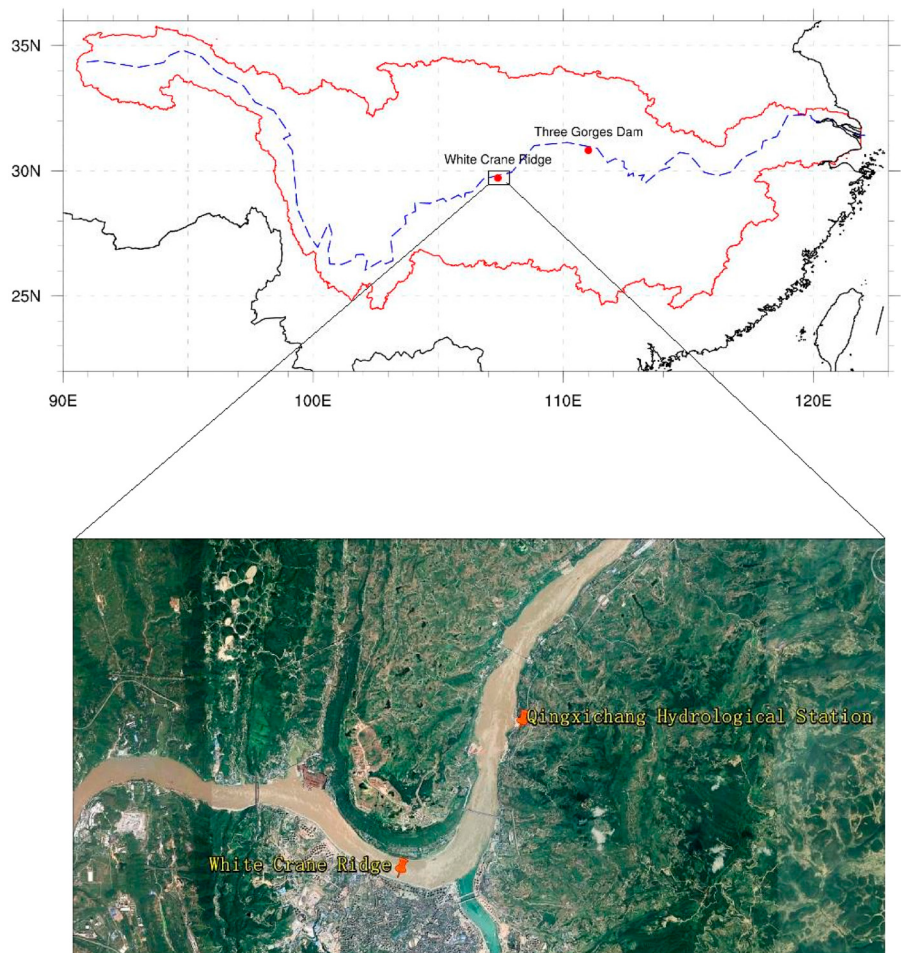 35N
Three Gorges Dam
White Crane Ridge
30N
25N
90E
100E
110E
120E
Qingxichang Hydrological Station
White Crane Ridge